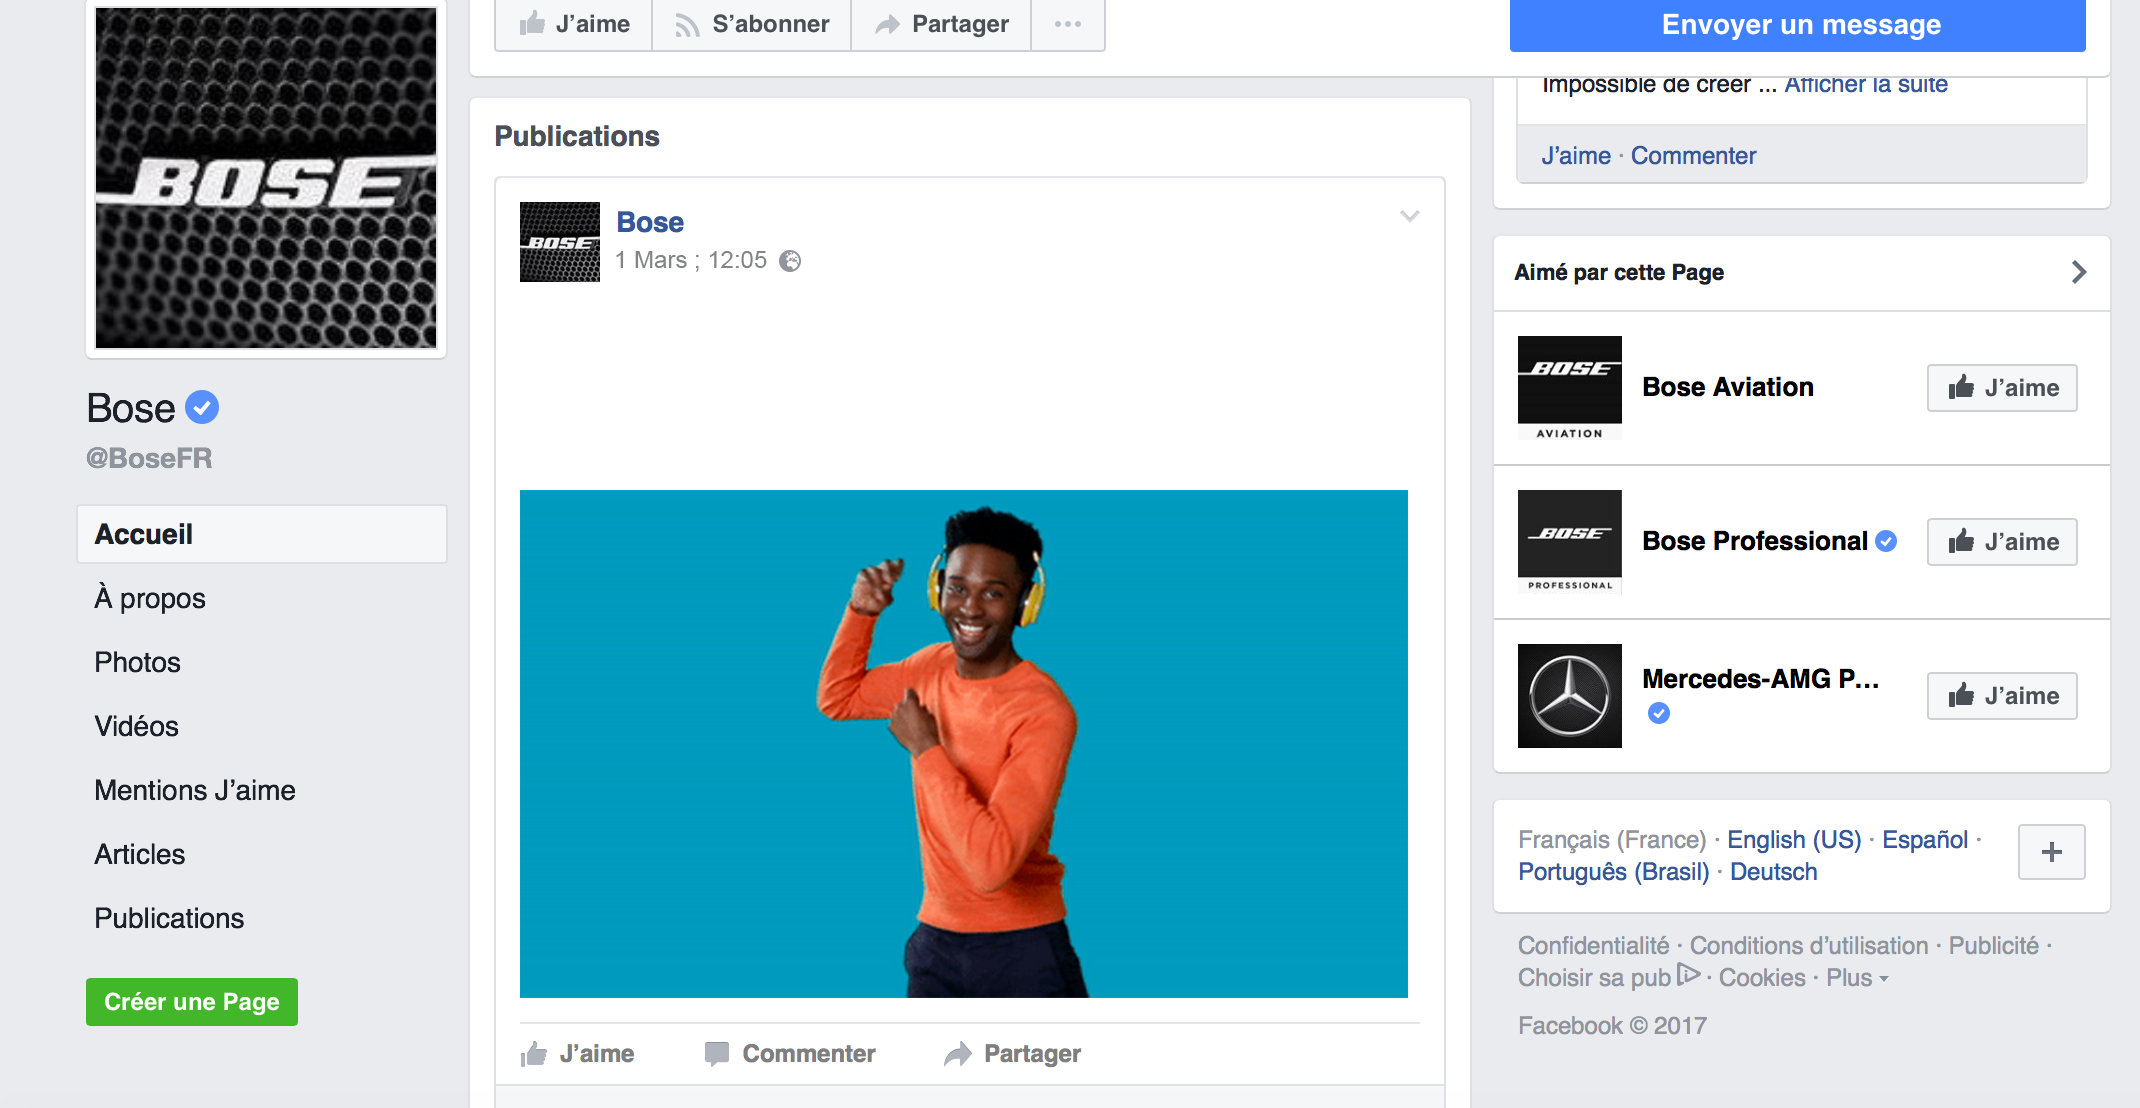 BOSE
Bose
@BoseFR
Accueil
À propos
Photos
Vidéos
Mentions J’aime
Articles
Publications
Créer une Page
J’aime
S’abonner
Partager
Envoyer un message
Publications
BOSE
Bose
1 Mars ; 12:05
J’aime
Commenter
Partager
Impossible de créer ... Afficher la suite
J’aime · Commenter
Aimé par cette Page
BOSE
AVIATION
Bose Aviation
J’aime
BOSE
PROFESSIONAL
Bose Professional
J’aime
Mercedes-AMG P...
J’aime
Français (France) · English (US) · Español ·
Português (Brasil) · Deutsch
Confidentialité · Conditions d’utilisation · Publicité ·
Choisir sa pub · Cookies · Plus
Facebook © 2017